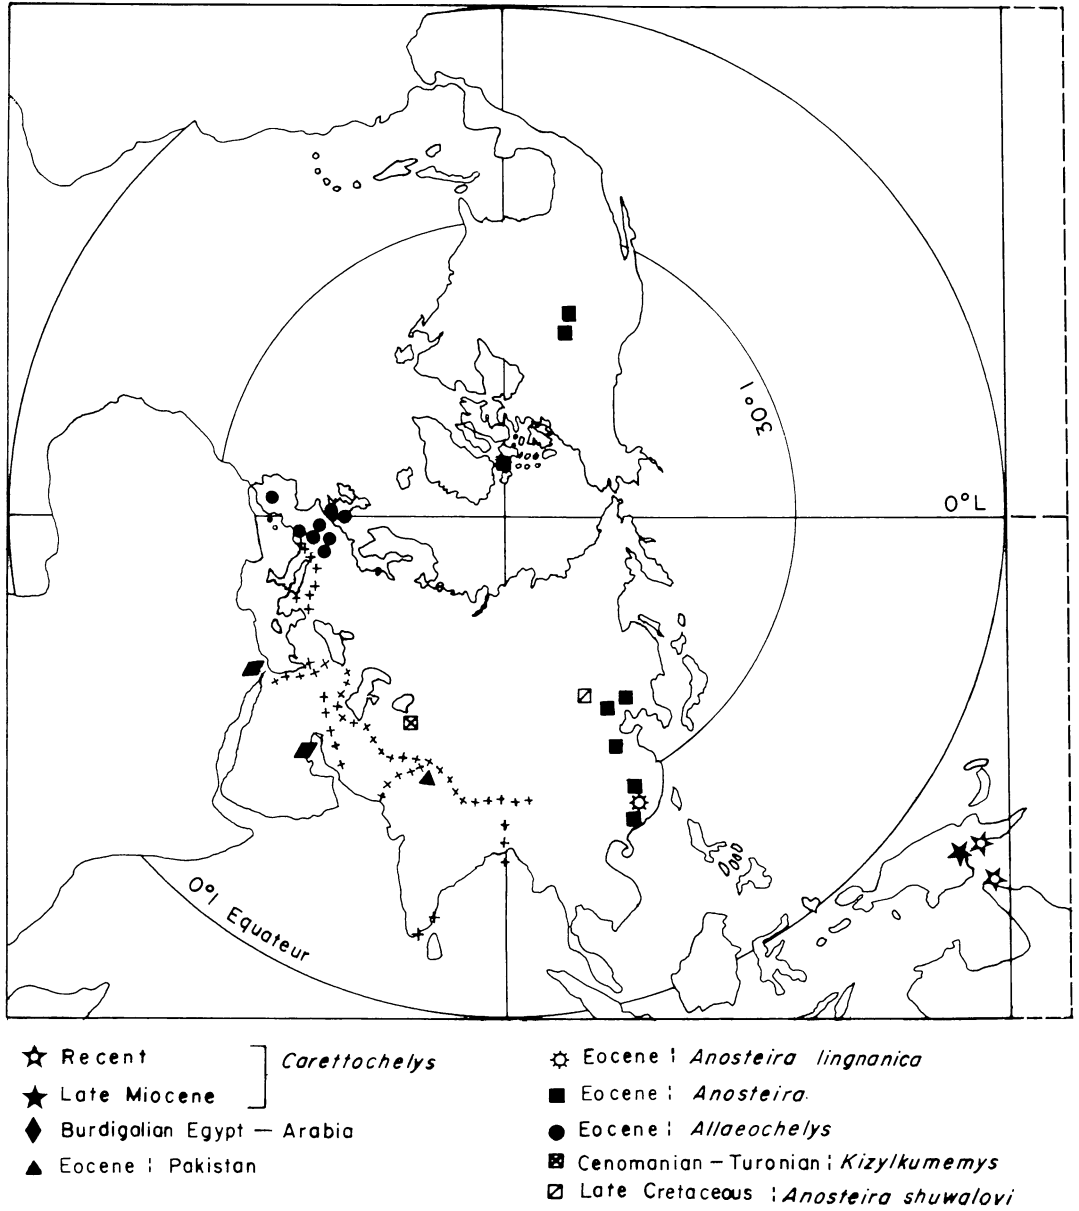 30°l
0°L
0°l Equateur
Recent
Carettochelys
Late Miocene
Burdigalian Egypt — Arabia
Eocene ¦ Pakistan
Eocene ¦ Anosteira lingnanica
Eocene ¦ Anosteira.
Eocene ¦ Allaeochelys
Cenomanian – Turonian ¦ Kizylkumemys
Late Cretaceous ¦ Anosteira shuwalovi